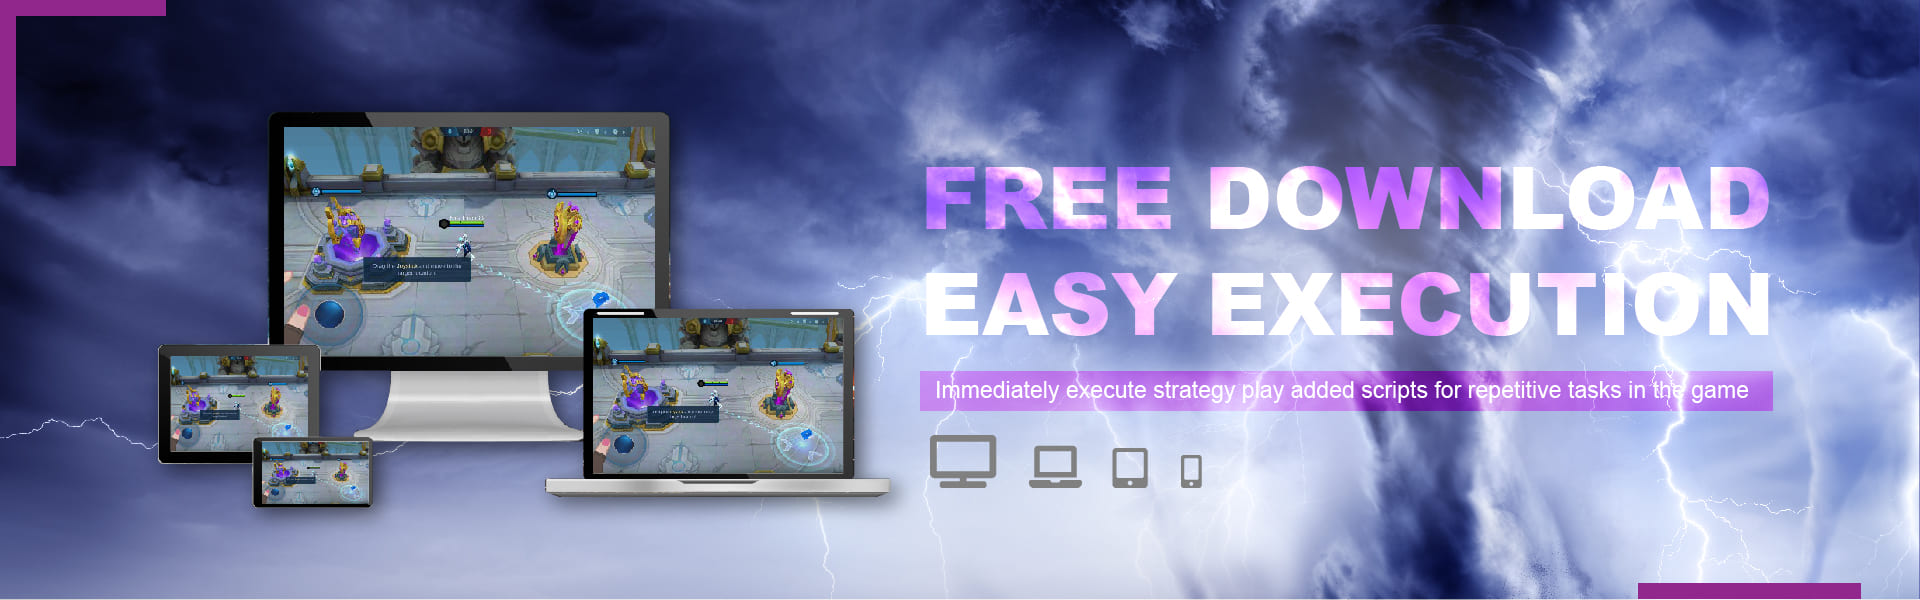 FREE DOWNLOAD
EASY EXECUTION
Immediately execute strategy play added scripts for repetitive tasks in the game